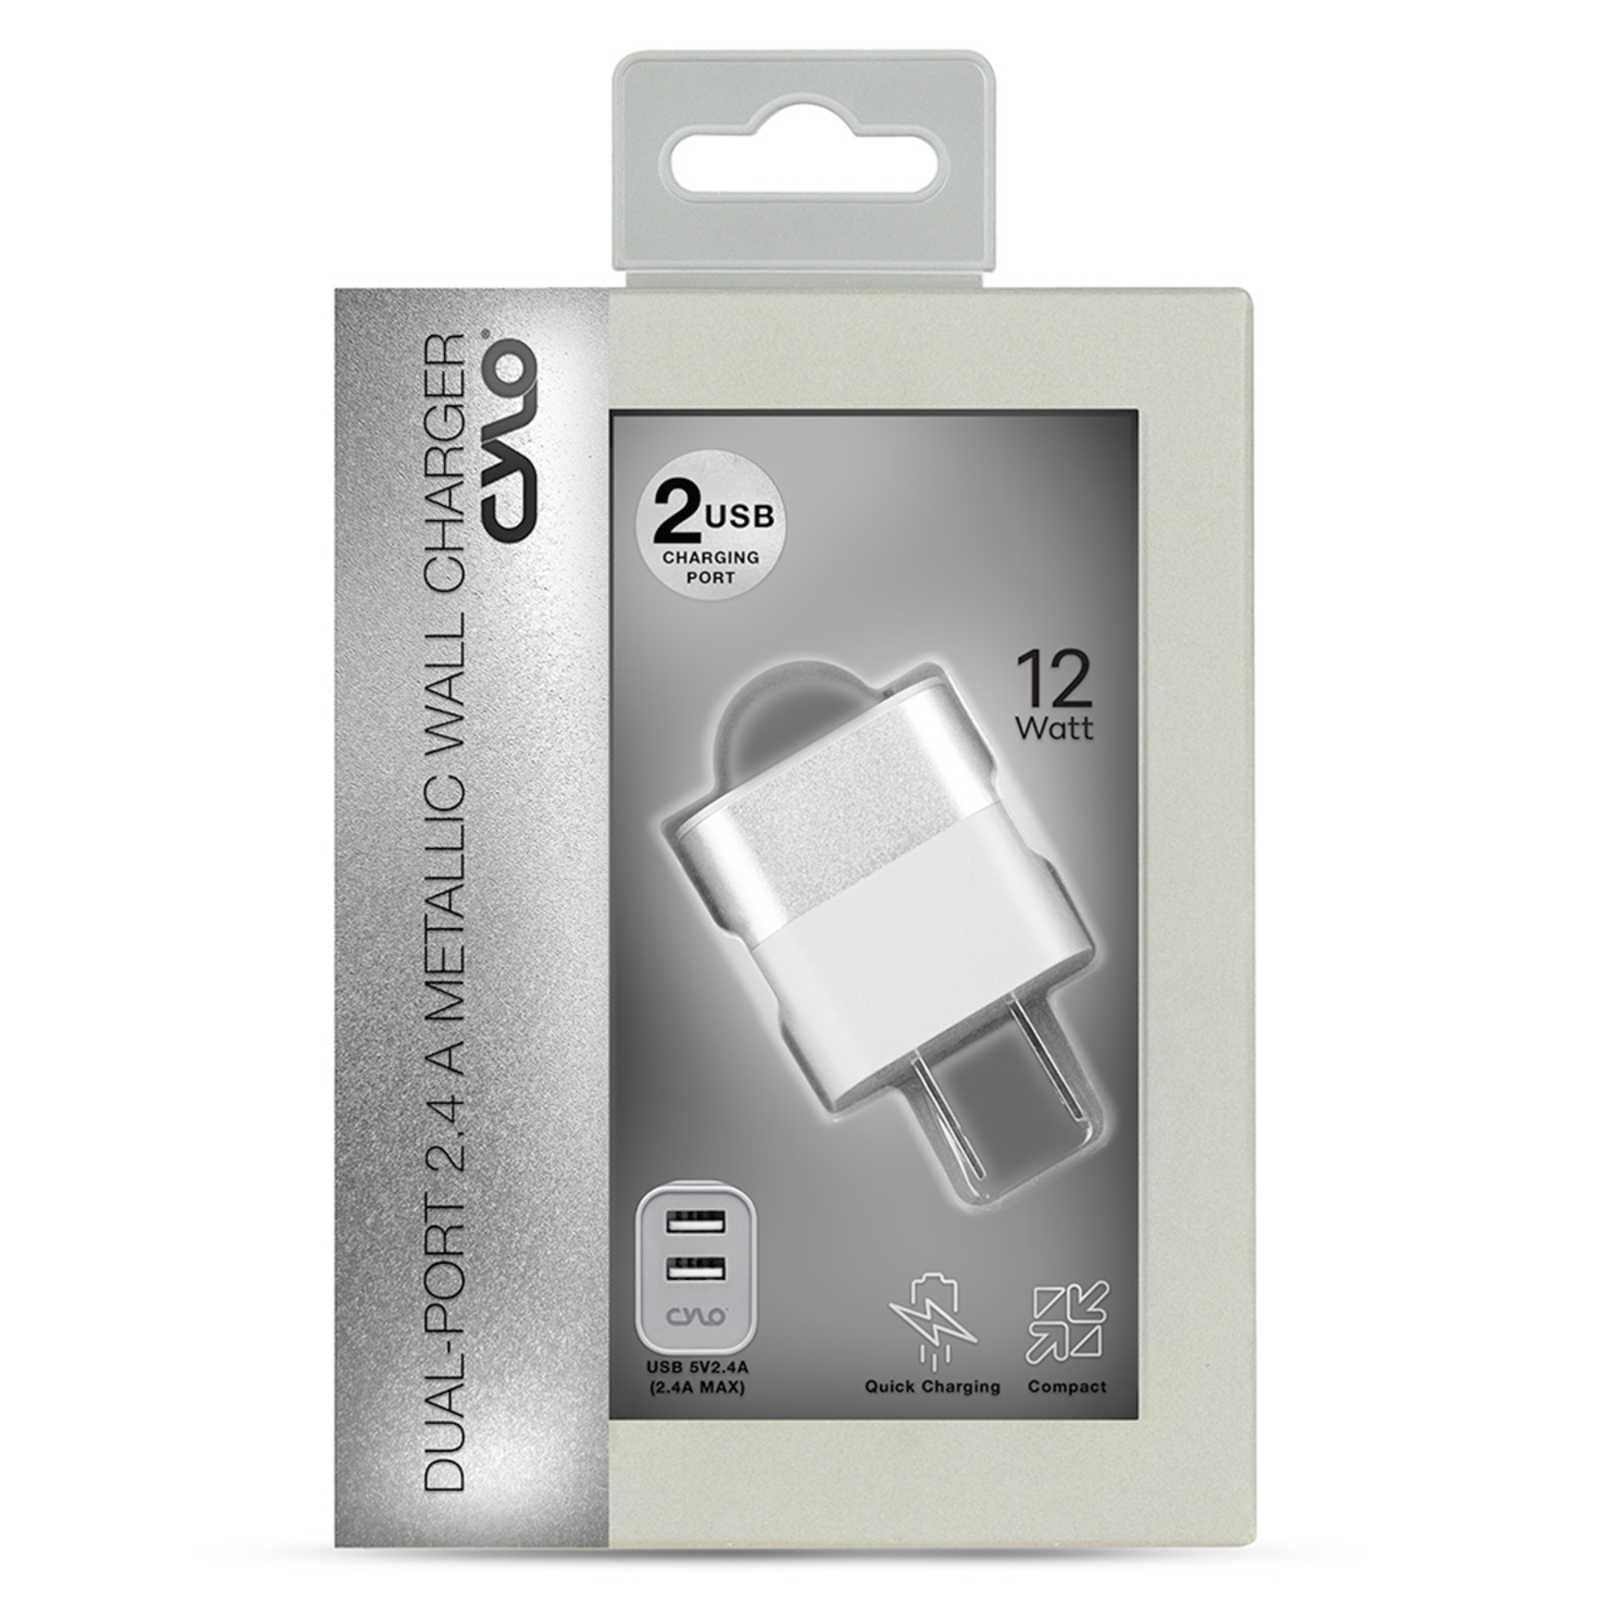 DUAL-PORT 2.4 A METALLIC WALL CHARGER
CYLO®
2 USB
CHARGING
PORT
12
Watt
CYLO
USB 5V2.4A
(2.4A MAX)
Quick Charging
Compact